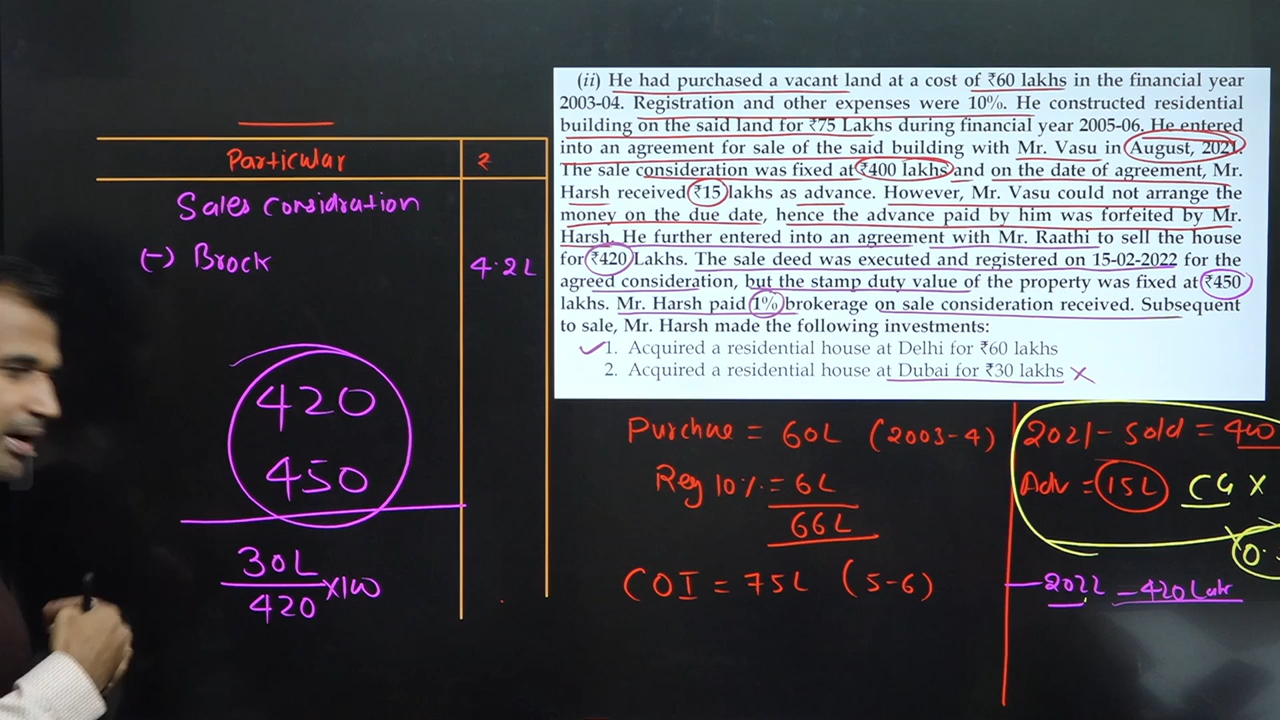 Particular ₹
Sales Considration
(-) Brock 4.2L
420
450
30L
420 ×100
(ii) He had purchased a vacant land at a cost of ₹60 lakhs in the financial year
2003-04. Registration and other expenses were 10%. He constructed residential
building on the said land for ₹75 Lakhs during financial year 2005-06. He entered
into an agreement for sale of the said building with Mr. Vasu in August, 2021.
The sale consideration was fixed at ₹400 lakhs and on the date of agreement, Mr.
Harsh received ₹15 lakhs as advance. However, Mr. Vasu could not arrange the
money on the due date, hence the advance paid by him was forfeited by Mr.
Harsh. He further entered into an agreement with Mr. Raathi to sell the house
for ₹420 Lakhs. The sale deed was executed and registered on 15-02-2022 for the
agreed consideration, but the stamp duty value of the property was fixed at ₹450
lakhs. Mr. Harsh paid 1% brokerage on sale consideration received. Subsequent
to sale, Mr. Harsh made the following investments:
1. Acquired a residential house at Delhi for ₹60 lakhs
2. Acquired a residential house at Dubai for ₹30 lakhs
Purchase = 60L (2003-4)
Reg 10% = 6L
66L
COI = 75L (5-6)
2021 - Sold = 400
Adv = 15L CG ×
2022 - 420 Lakh